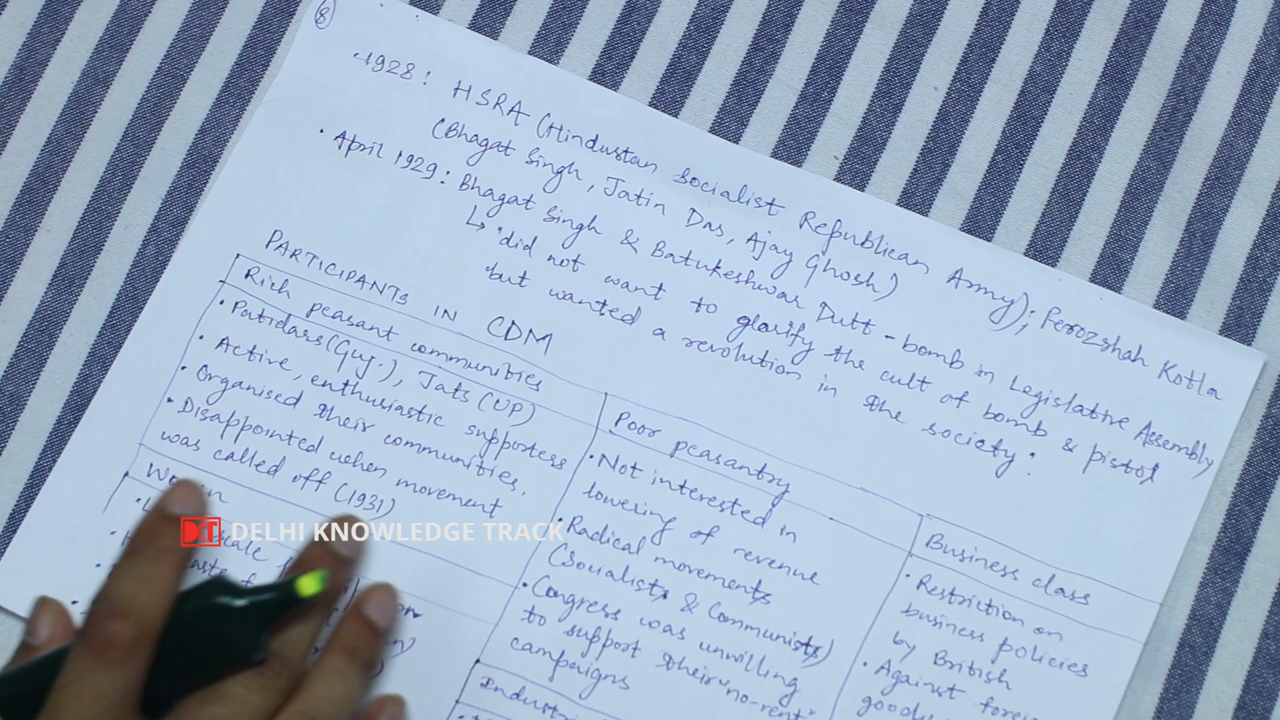 8
• 1928 : HSRA (Hindustan Socialist Republican Army); Ferozshah Kotla
(Bhagat Singh, Jatin Das, Ajay Ghosh)
• April 1929 : Bhagat Singh & Batukeshwar Dutt - bomb in Legislative Assembly
↳ "did not want to glorify the cult of bomb & pistol
but wanted a revolution in the society".
PARTICIPANTS IN CDM
Rich peasant communities
• Patidars (Guj.), Jats (UP)
• Active, enthusiastic supporters
• Organised their communities.
• Disappointed when movement
was called off (1931)
Poor peasantry
• Not interested in
lowering of revenue
• Radical movements
(Socialists & Communists)
• Congress was unwilling
to support their "no-rent"
campaigns
Business class
• Restriction on
business policies
by British
• Against
goods
DKT DELHI KNOWLEDGE TRACK